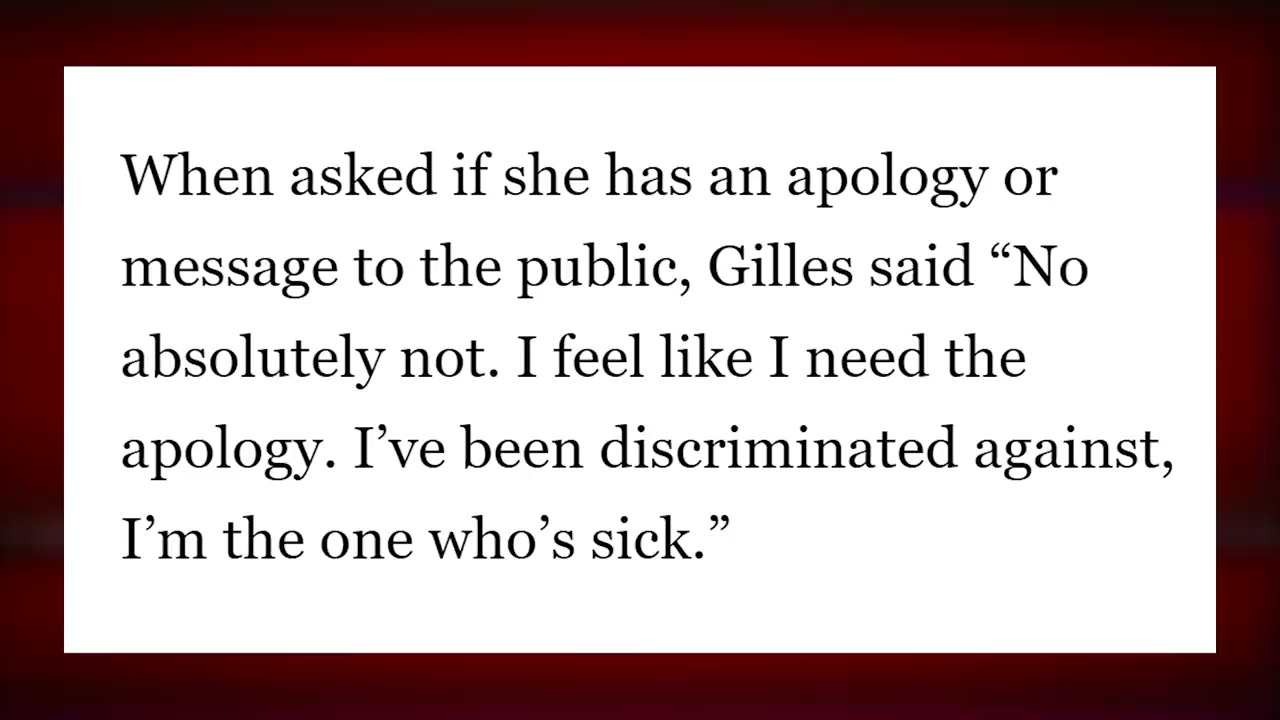 When asked if she has an apology or
message to the public, Gilles said “No
absolutely not. I feel like I need the
apology. I’ve been discriminated against,
I’m the one who’s sick.”